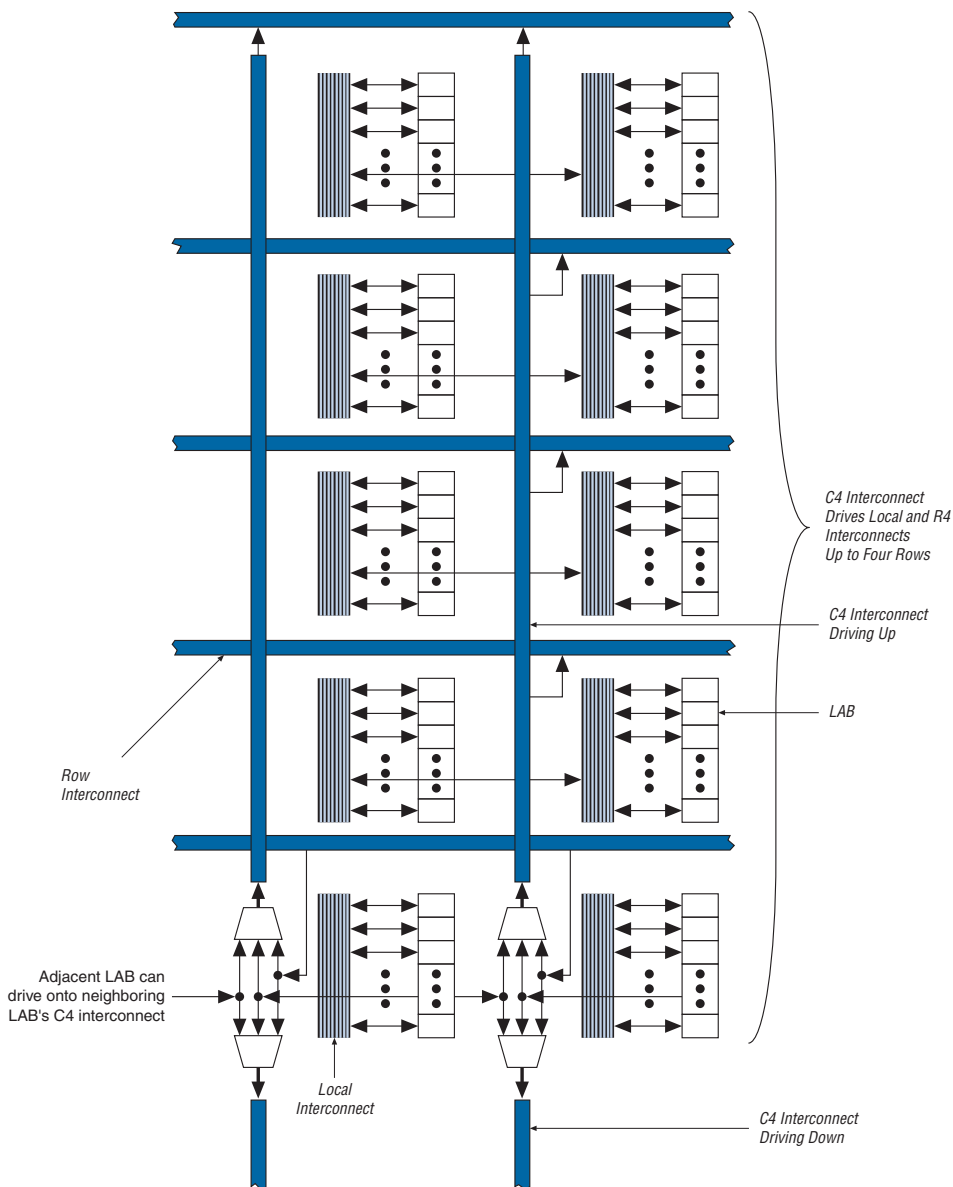 C4 Interconnect
Drives Local and R4
Interconnects
Up to Four Rows
C4 Interconnect
Driving Up
LAB
Row
Interconnect
Adjacent LAB can
drive onto neighboring
LAB's C4 interconnect
Local
Interconnect
C4 Interconnect
Driving Down